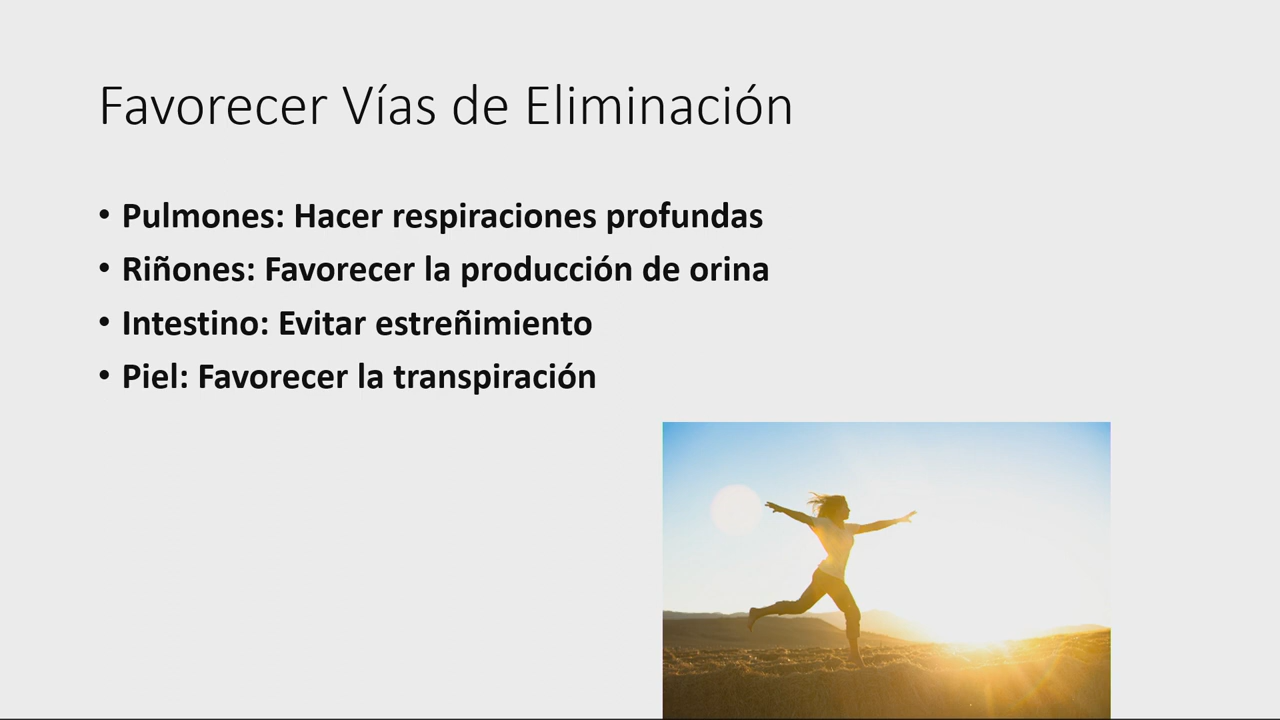 Favorecer Vías de Eliminación
• Pulmones: Hacer respiraciones profundas
• Riñones: Favorecer la producción de orina
• Intestino: Evitar estreñimiento
• Piel: Favorecer la transpiración